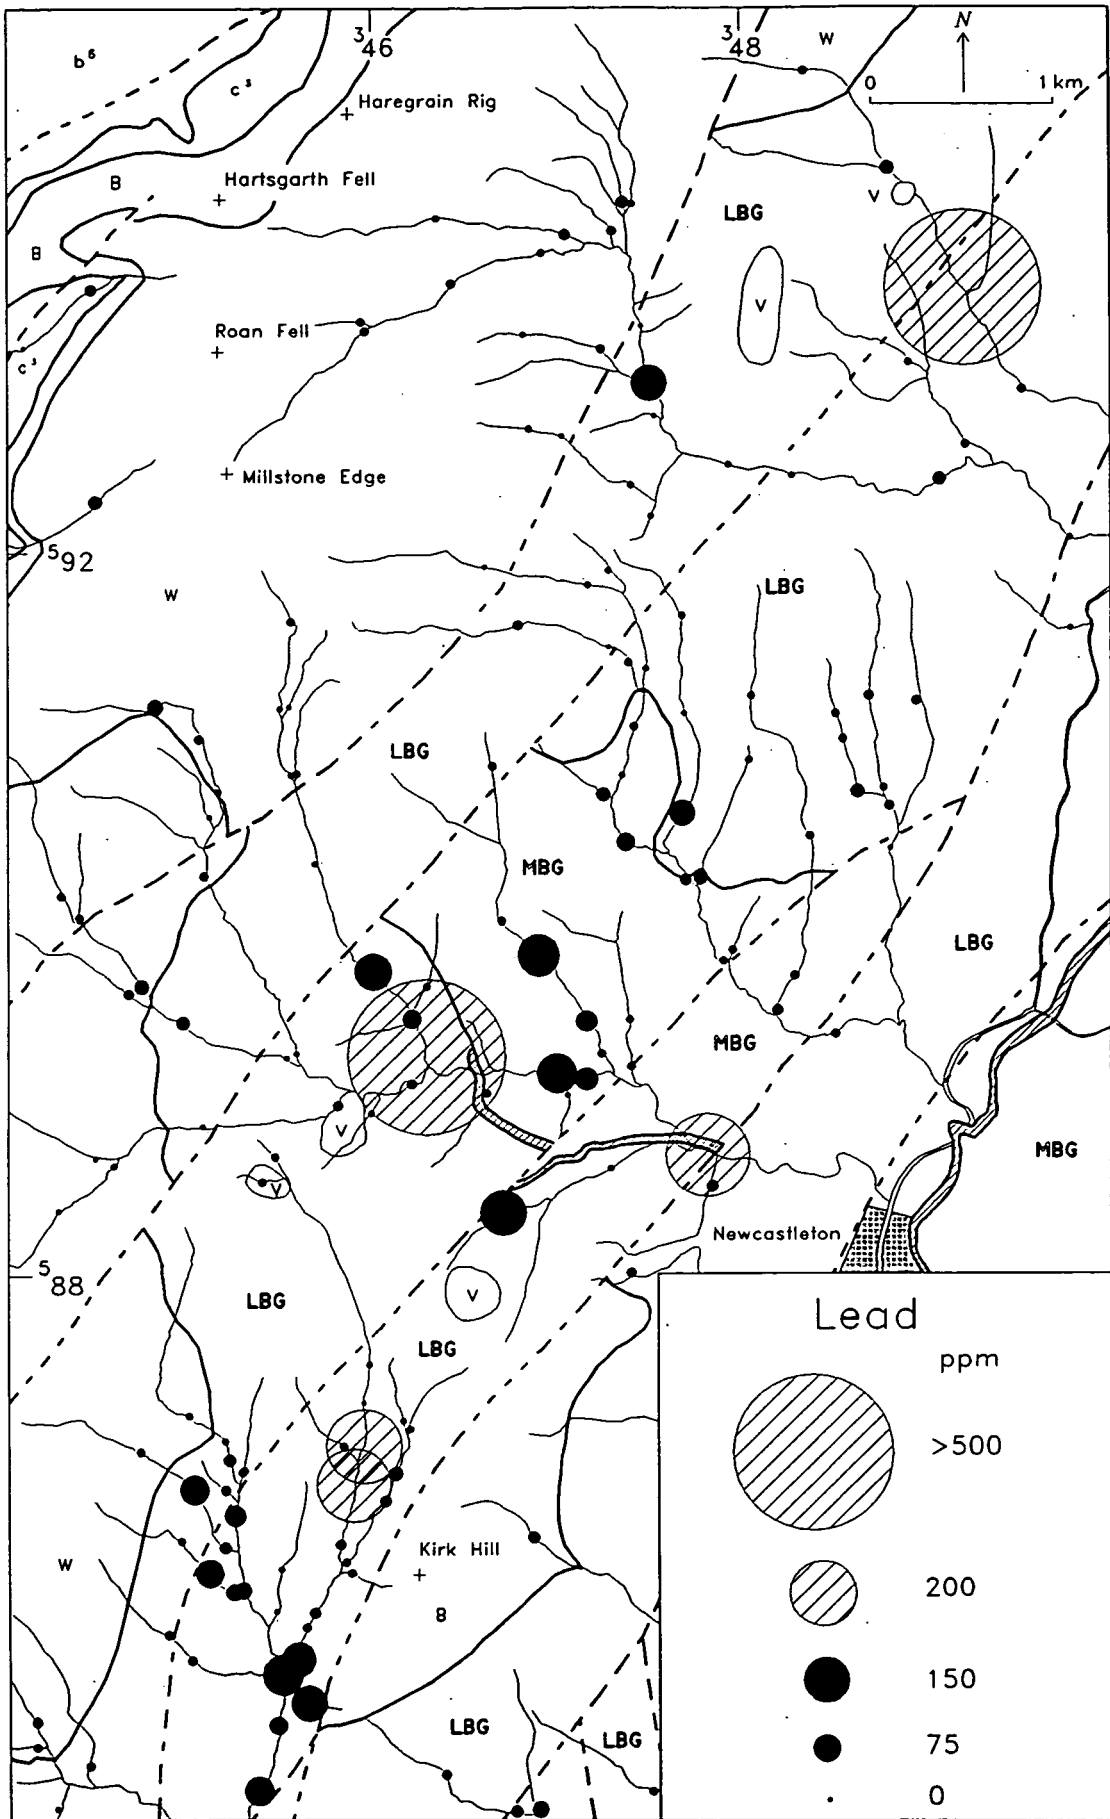 ³46
³48
W
N
0 1 km
b⁶
c³
Haregrain Rig
B
Hartsgarth Fell
V
LBG
B
V
Roan Fell
c³
Millstone Edge
⁵92
W
LBG
LBG
MBG
LBG
MBG
V
MBG
V
Newcastleton
⁵88
LBG
V
LBG
Lead
ppm
>500
Kirk Hill
W
B
200
150
LBG
LBG
75
0